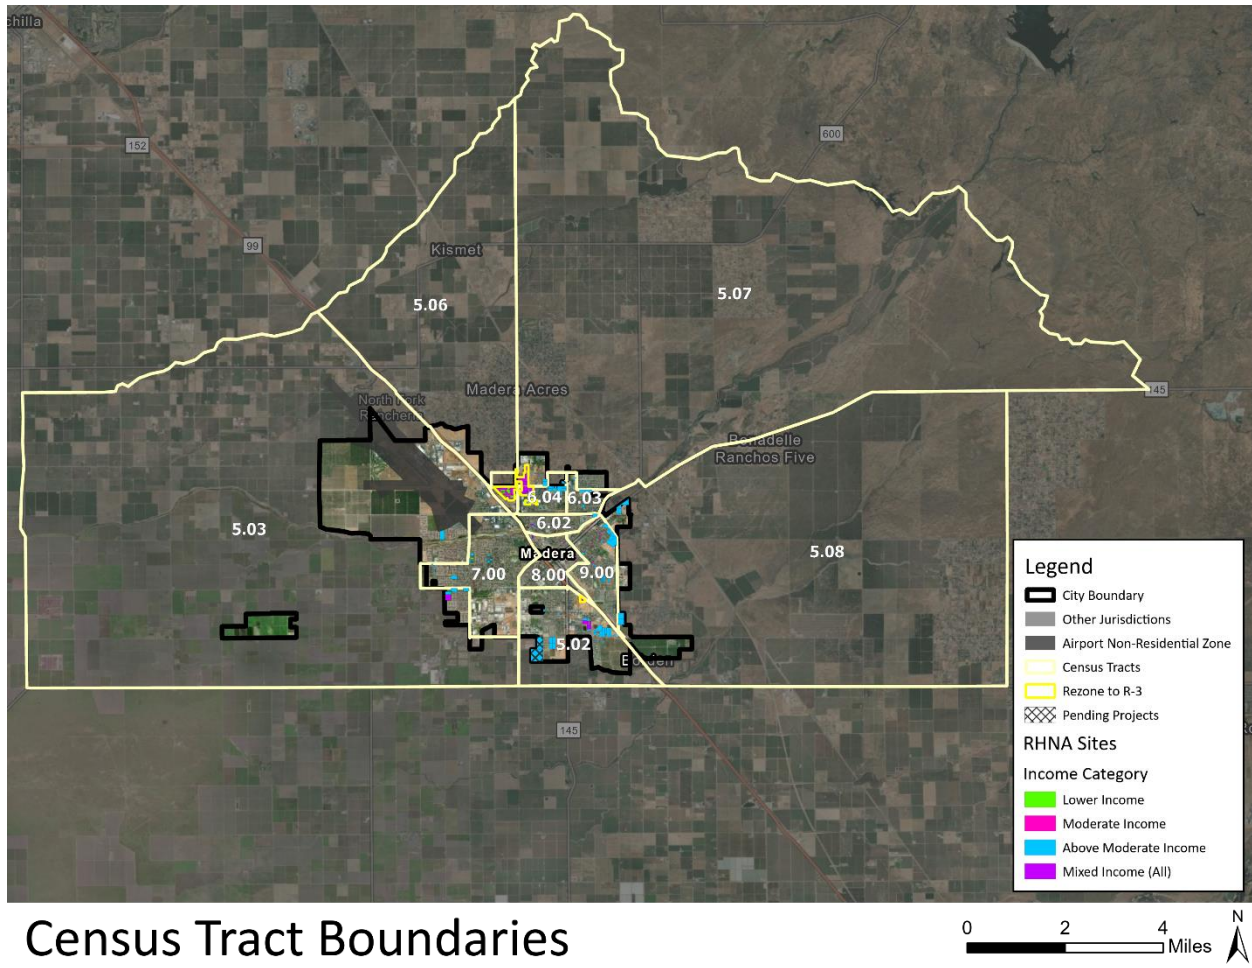 chilla
600
152
99
Kismet
5.06
5.07
Madera Acres
145
North Fork
Rancheria
Bonadelle
Ranchos Five
6.04
6.03
5.03
6.02
Madera
5.08
7.00
8.00
9.00
5.02
Borden
145
Legend
City Boundary
Other Jurisdictions
Airport Non-Residential Zone
Census Tracts
Rezone to R-3
Pending Projects
RHNA Sites
Income Category
Lower Income
Moderate Income
Above Moderate Income
Mixed Income (All)
Census Tract Boundaries
0 2 4
Miles
N